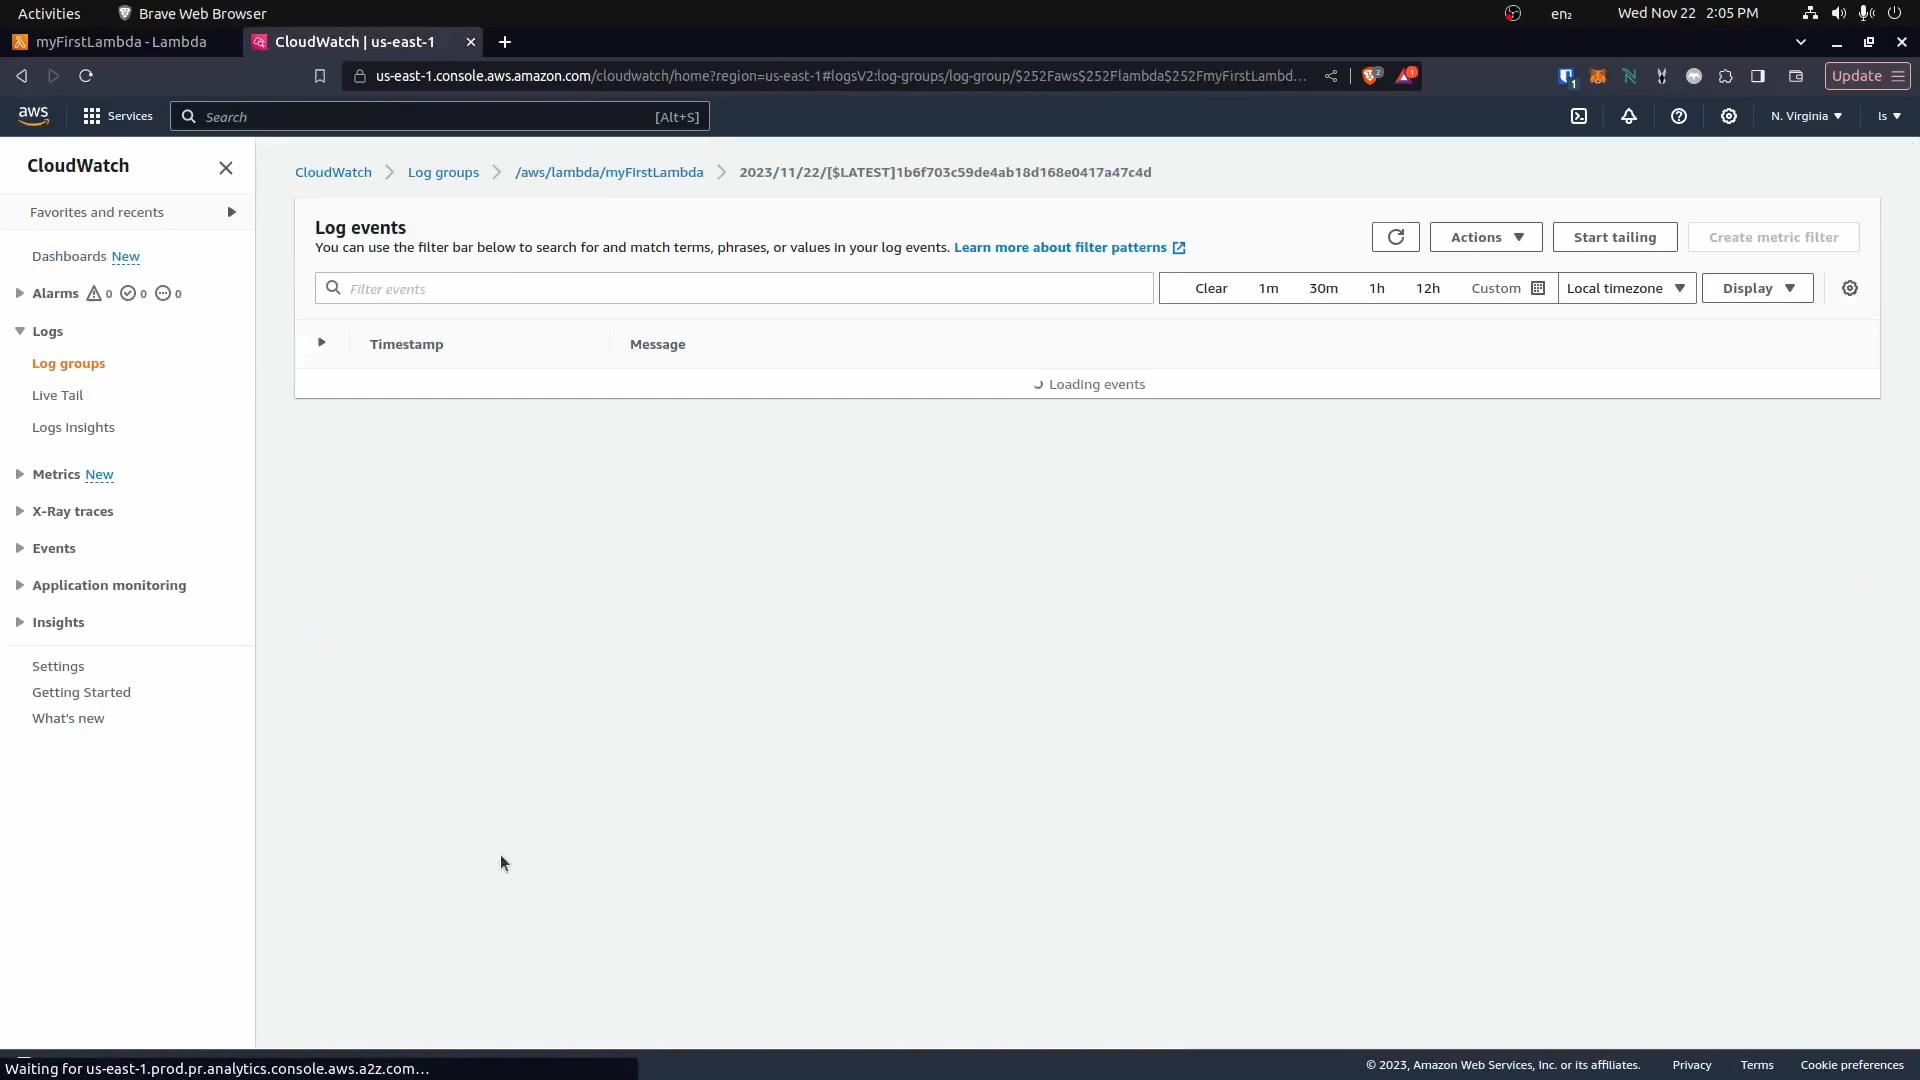 Activities
Brave Web Browser
en₂
Wed Nov 22 2:05 PM
myFirstLambda - Lambda
CloudWatch | us-east-1
us-east-1.console.aws.amazon.com/cloudwatch/home?region=us-east-1#logsV2:log-groups/log-group/$252Faws$252Flambda$252FmyFirstLambd...
2
1
1
Update
aws
Services
Search
[Alt+S]
N. Virginia
ls
CloudWatch
Favorites and recents
Dashboards New
Alarms 0 0 0
Logs
Log groups
Live Tail
Logs Insights
Metrics New
X-Ray traces
Events
Application monitoring
Insights
Settings
Getting Started
What's new
CloudWatch
Log groups
/aws/lambda/myFirstLambda
2023/11/22/[$LATEST]1b6f703c59de4ab18d168e0417a47c4d
Log events
You can use the filter bar below to search for and match terms, phrases, or values in your log events. Learn more about filter patterns
Actions
Start tailing
Create metric filter
Filter events
Clear
1m
30m
1h
12h
Custom
Local timezone
Display
Timestamp
Message
Loading events
Waiting for us-east-1.prod.pr.analytics.console.aws.a2z.com...
© 2023, Amazon Web Services, Inc. or its affiliates.
Privacy
Terms
Cookie preferences